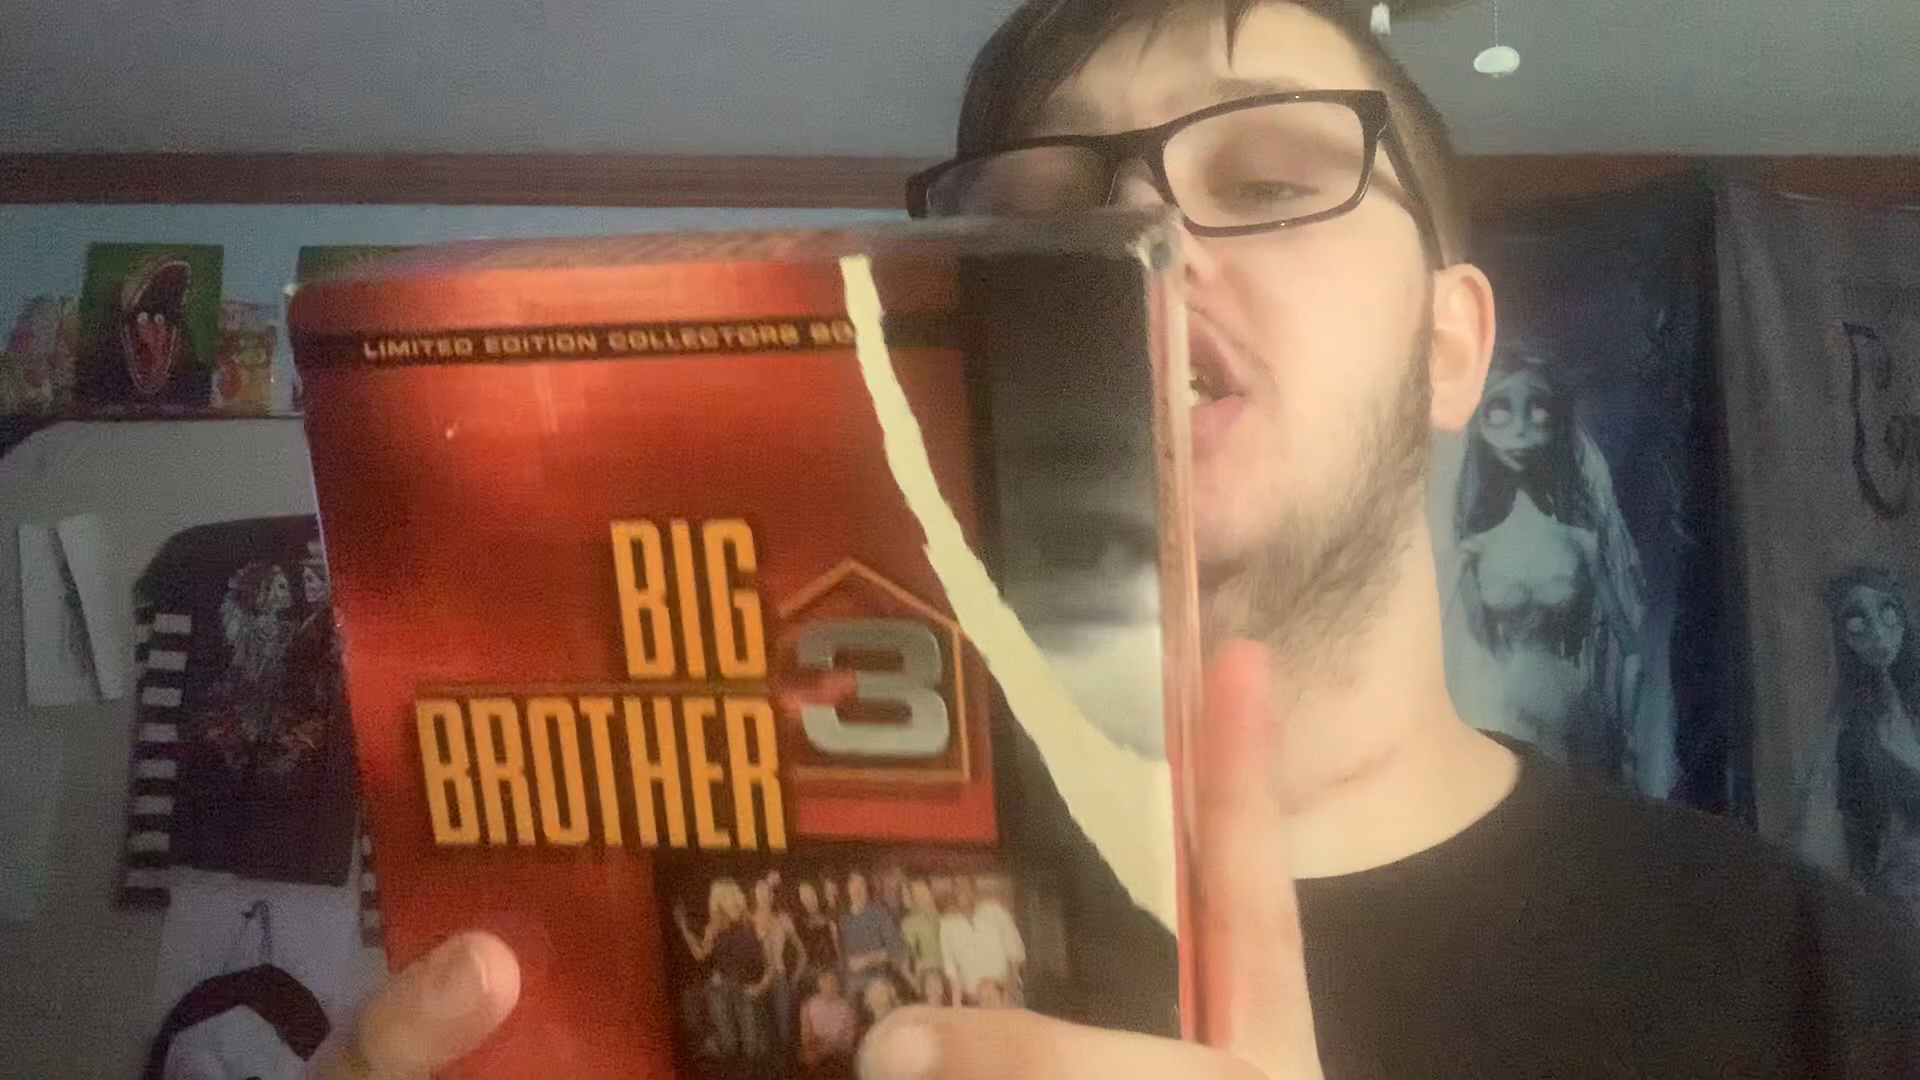 LIMITED EDITION COLLECTORS
BIG
BROTHER
3